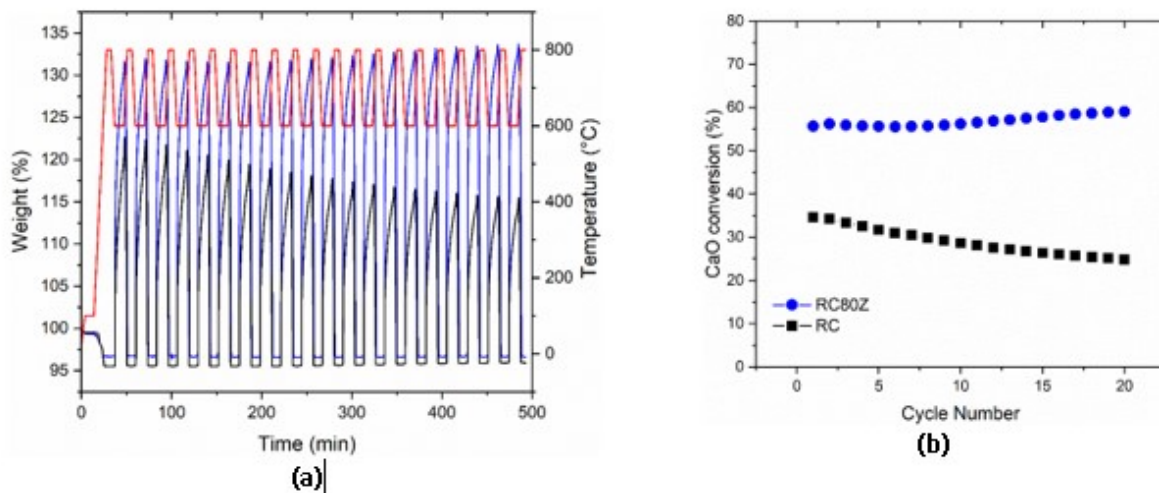 135
130
125
120
115
110
105
100
95
Weight (%)
800
600
400
200
0
Temperature (°C)
0 100 200 300 400 500
Time (min)
(a)
80
70
60
50
40
30
20
10
0
CaO conversion (%)
RC80Z
RC
0 5 10 15 20
Cycle Number
(b)